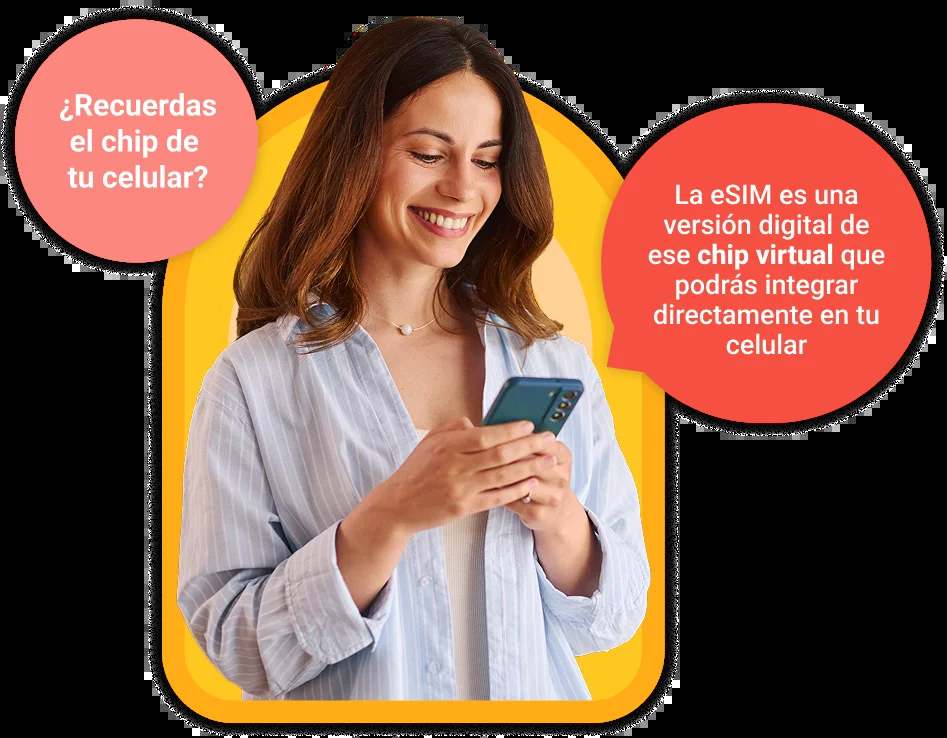 ¿Recuerdas
el chip de
tu celular?
La eSIM es una
versión digital de
ese chip virtual que
podrás integrar
directamente en tu
celular